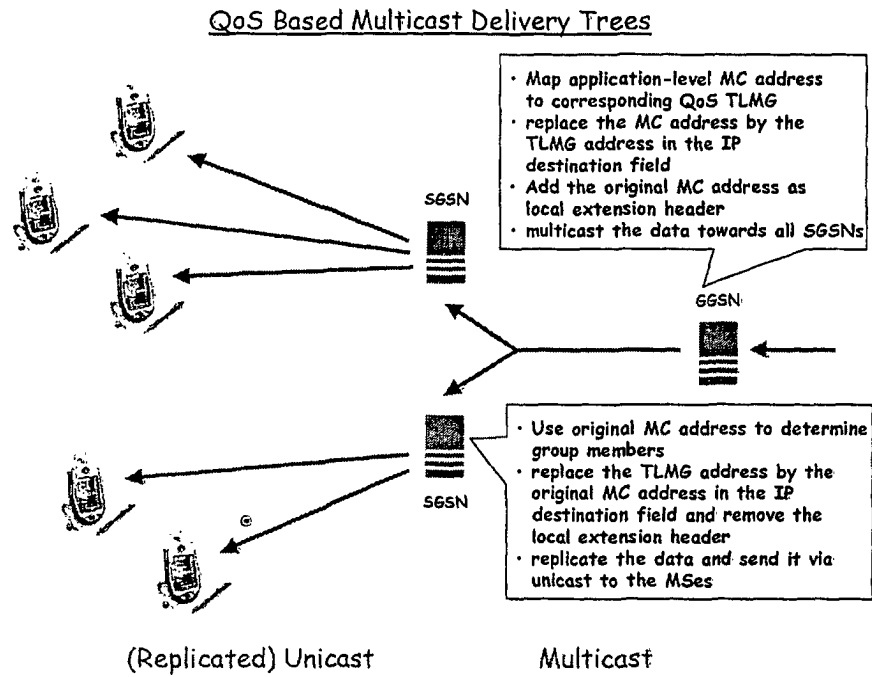 QoS Based Multicast Delivery Trees
· Map application-level MC address
to corresponding QoS TLMG
· replace the MC address by the
TLMG address in the IP
destination field
· Add the original MC address as
local extension header
· multicast the data towards all SGSNs
SGSN
GGSN
· Use original MC address to determine
group members
· replace the TLMG address by the
original MC address in the IP
destination field and remove the
local extension header
· replicate the data and send it via
unicast to the MSes
SGSN
(Replicated) Unicast
Multicast